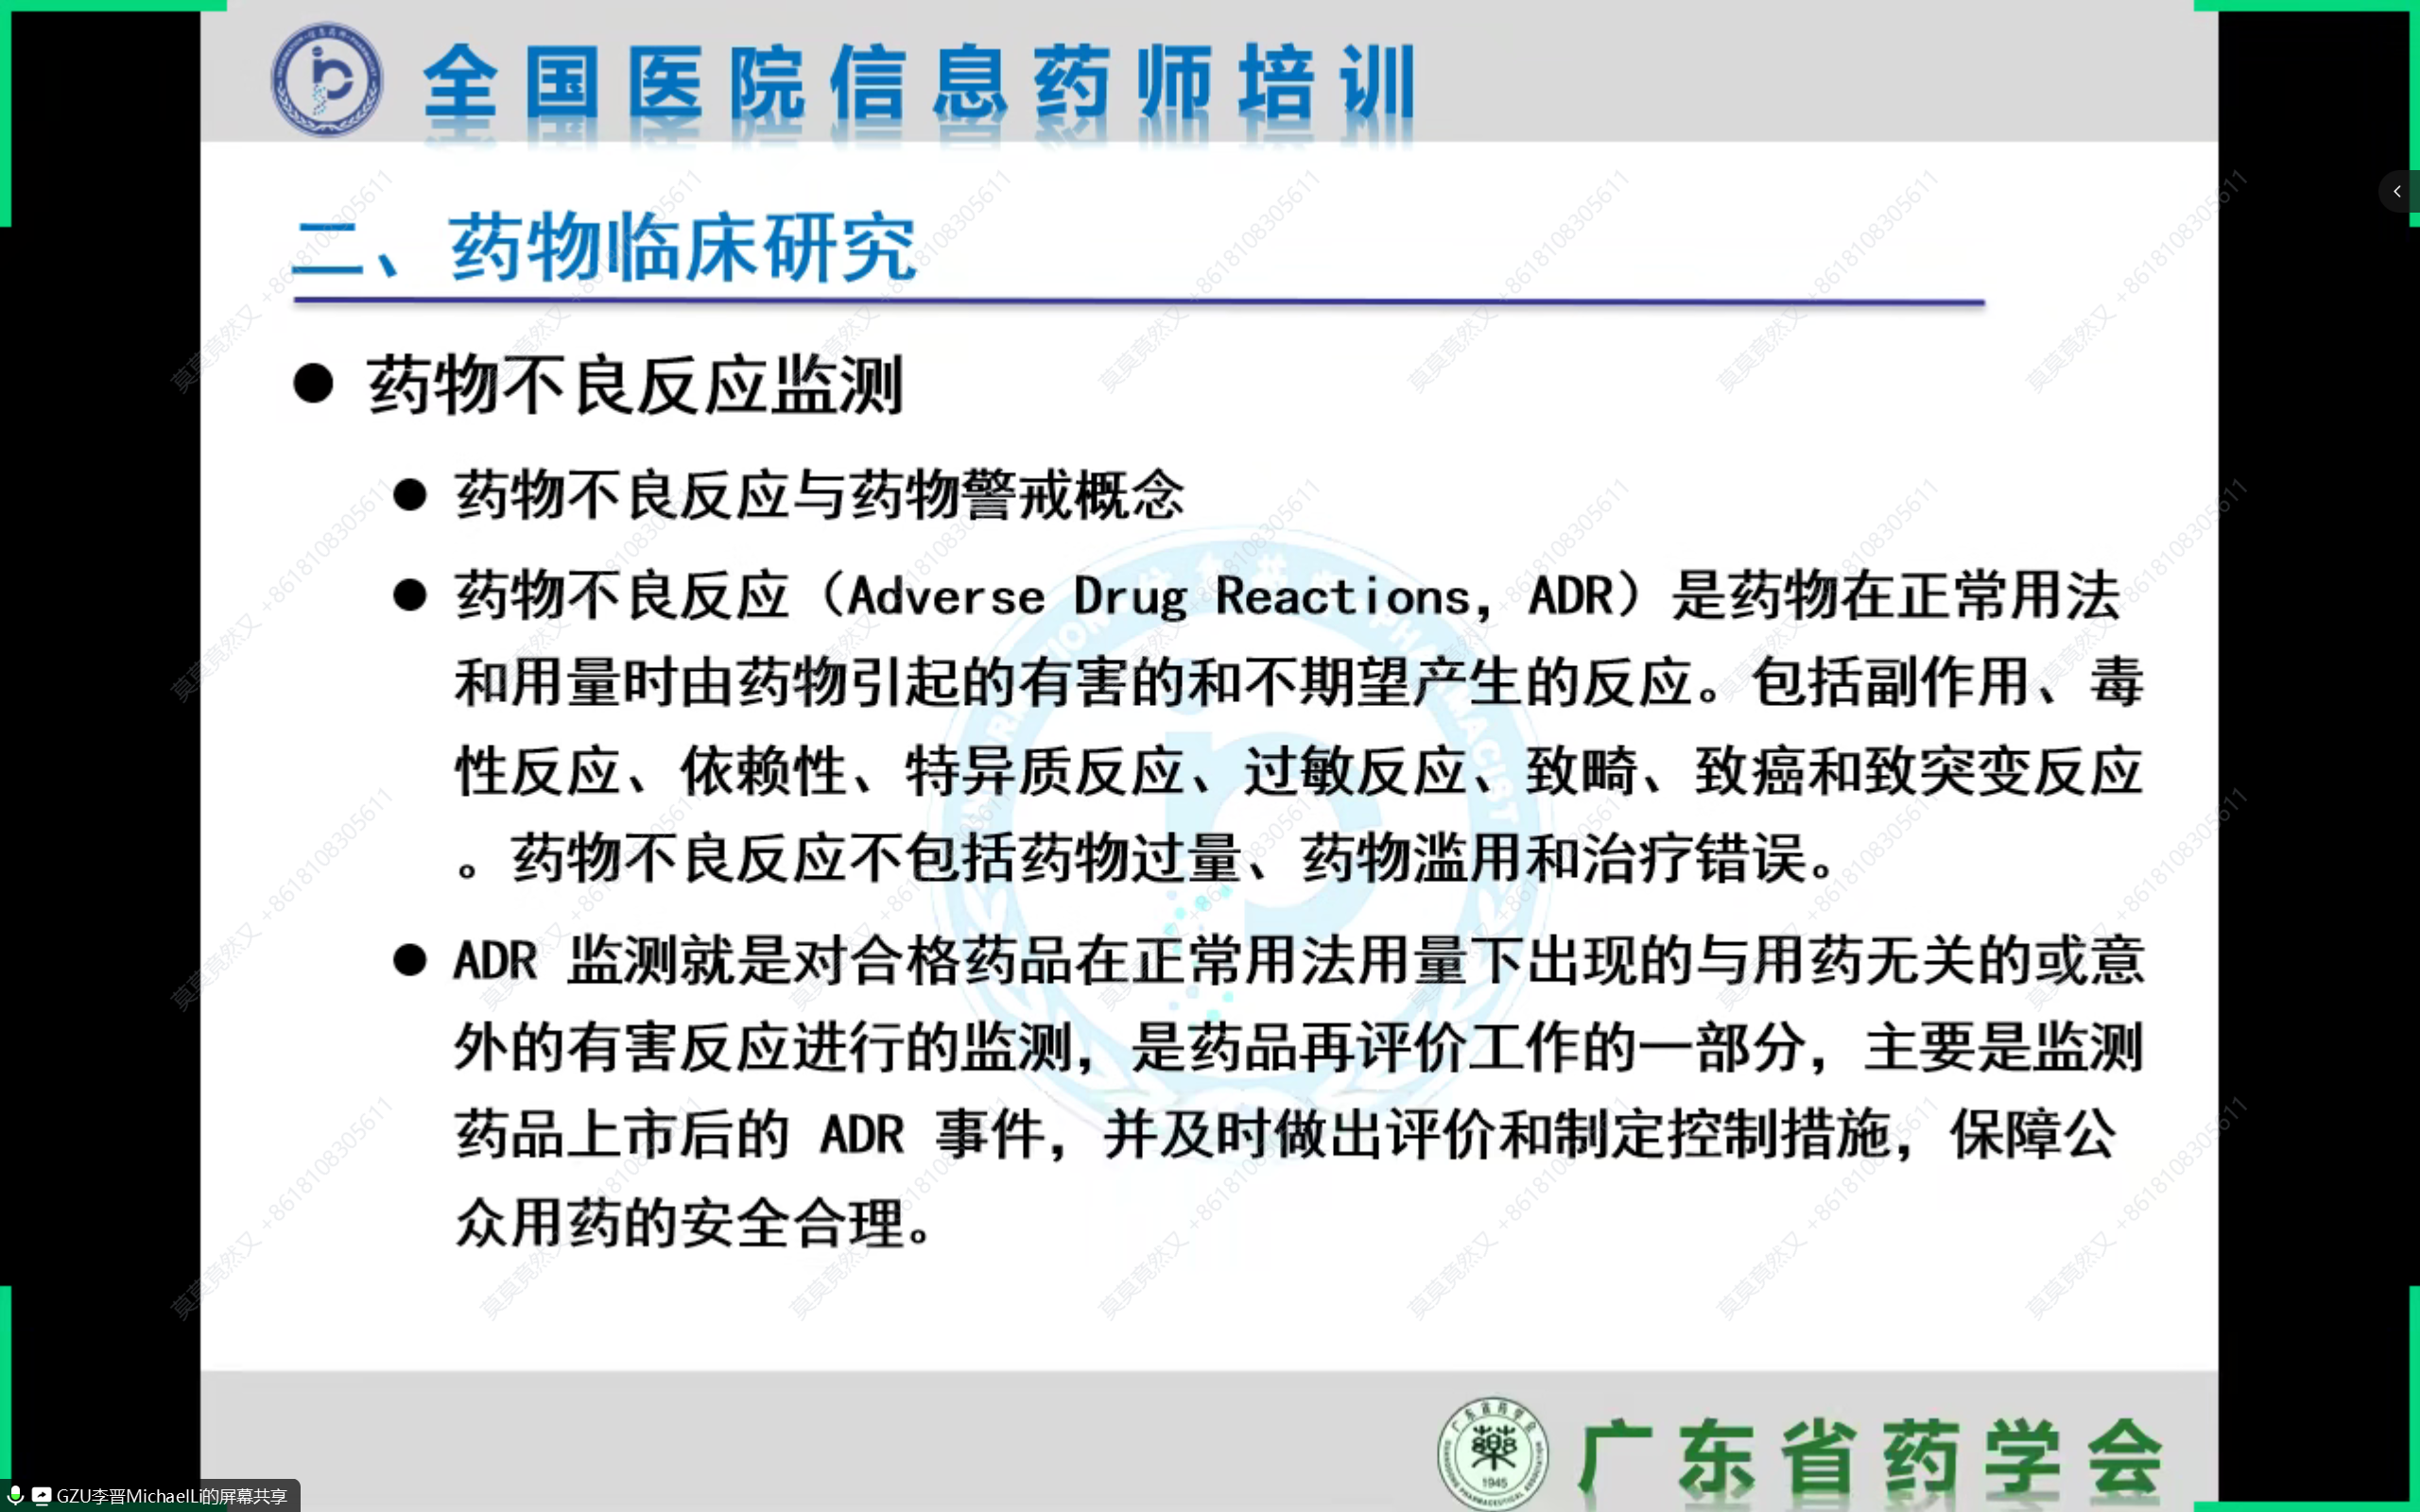 全国医院信息药师培训
二、药物临床研究
● 药物不良反应监测
● 药物不良反应与药物警戒概念
● 药物不良反应（Adverse Drug Reactions，ADR）是药物在正常用法
和用量时由药物引起的有害的和不期望产生的反应。包括副作用、毒
性反应、依赖性、特异质反应、过敏反应、致畸、致癌和致突变反应
。药物不良反应不包括药物过量、药物滥用和治疗错误。
● ADR 监测就是对合格药品在正常用法用量下出现的与用药无关的或意
外的有害反应进行的监测，是药品再评价工作的一部分，主要是监测
药品上市后的 ADR 事件，并及时做出评价和制定控制措施，保障公
众用药的安全合理。
广东省药学会
1945
广东省药学会
GZU李晋MichaelLi的屏幕共享